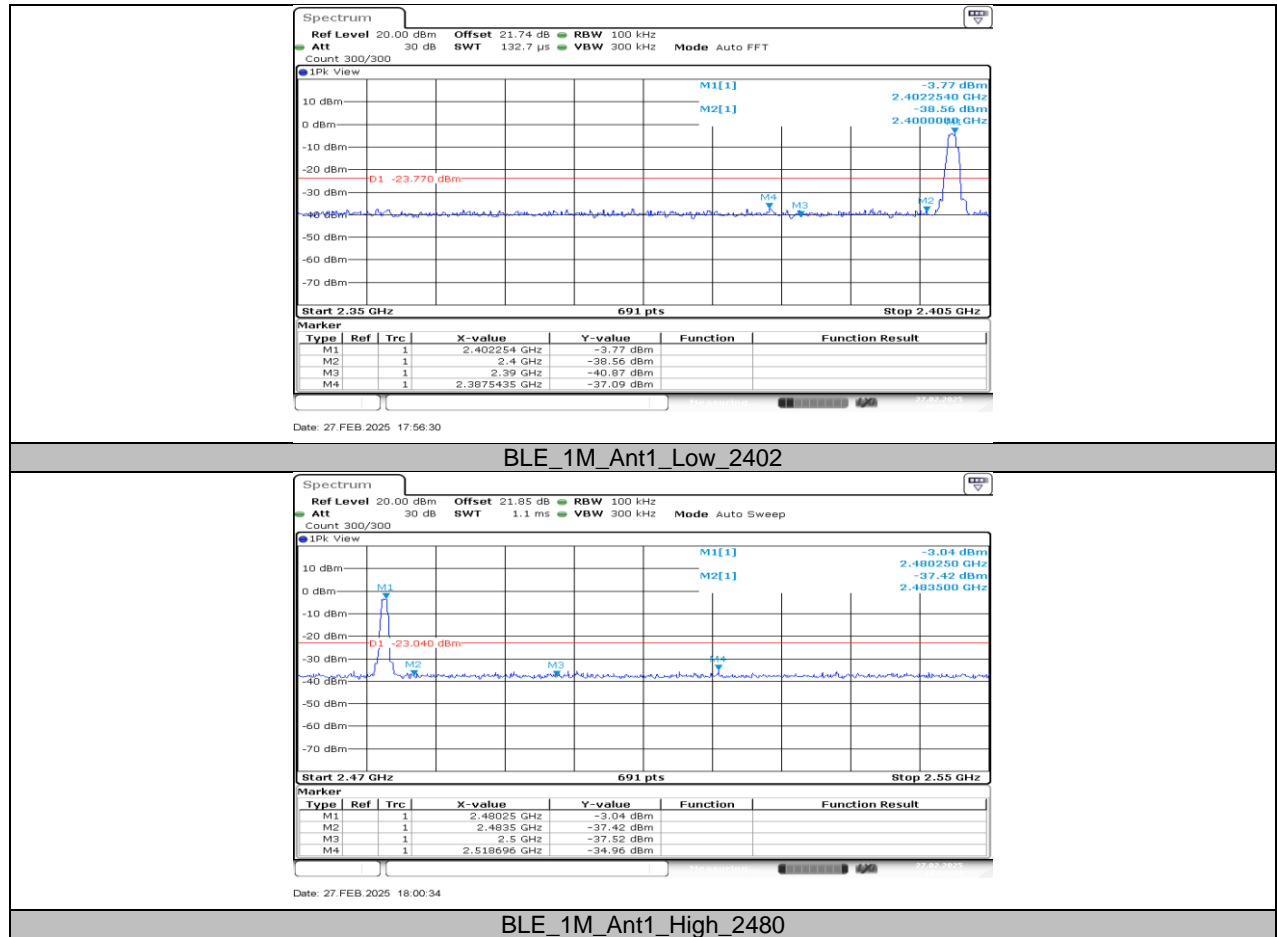 Spectrum
Ref Level 20.00 dBm Offset 21.74 dB RBW 100 kHz
Att 30 dB SWT 132.7 µs VBW 300 kHz Mode Auto FFT
Count 300/300
1Pk View
M1[1] -3.77 dBm
2.4022540 GHz
10 dBm
M2[1] -38.56 dBm
2.4000000 GHz
0 dBm
-10 dBm
-20 dBm
D1 -23.770 dBm
-30 dBm
M4 M3 M2
-40 dBm
-50 dBm
-60 dBm
-70 dBm
Start 2.35 GHz 691 pts Stop 2.405 GHz
Marker
Type Ref Trc X-value Y-value Function Function Result
M1 1 2.402254 GHz -3.77 dBm
M2 1 2.4 GHz -38.56 dBm
M3 1 2.39 GHz -40.87 dBm
M4 1 2.3875435 GHz -37.09 dBm
Date: 27.FEB.2025 17:56:30
BLE_1M_Ant1_Low_2402
Spectrum
Ref Level 20.00 dBm Offset 21.85 dB RBW 100 kHz
Att 30 dB SWT 1.1 ms VBW 300 kHz Mode Auto Sweep
Count 300/300
1Pk View
M1[1] -3.04 dBm
2.480250 GHz
10 dBm
M2[1] -37.42 dBm
2.483500 GHz
0 dBm
M1
-10 dBm
-20 dBm
D1 -23.040 dBm
-30 dBm
M2 M3 M4
-40 dBm
-50 dBm
-60 dBm
-70 dBm
Start 2.47 GHz 691 pts Stop 2.55 GHz
Marker
Type Ref Trc X-value Y-value Function Function Result
M1 1 2.48025 GHz -3.04 dBm
M2 1 2.4835 GHz -37.42 dBm
M3 1 2.5 GHz -37.52 dBm
M4 1 2.518696 GHz -34.96 dBm
Date: 27.FEB.2025 18:00:34
BLE_1M_Ant1_High_2480